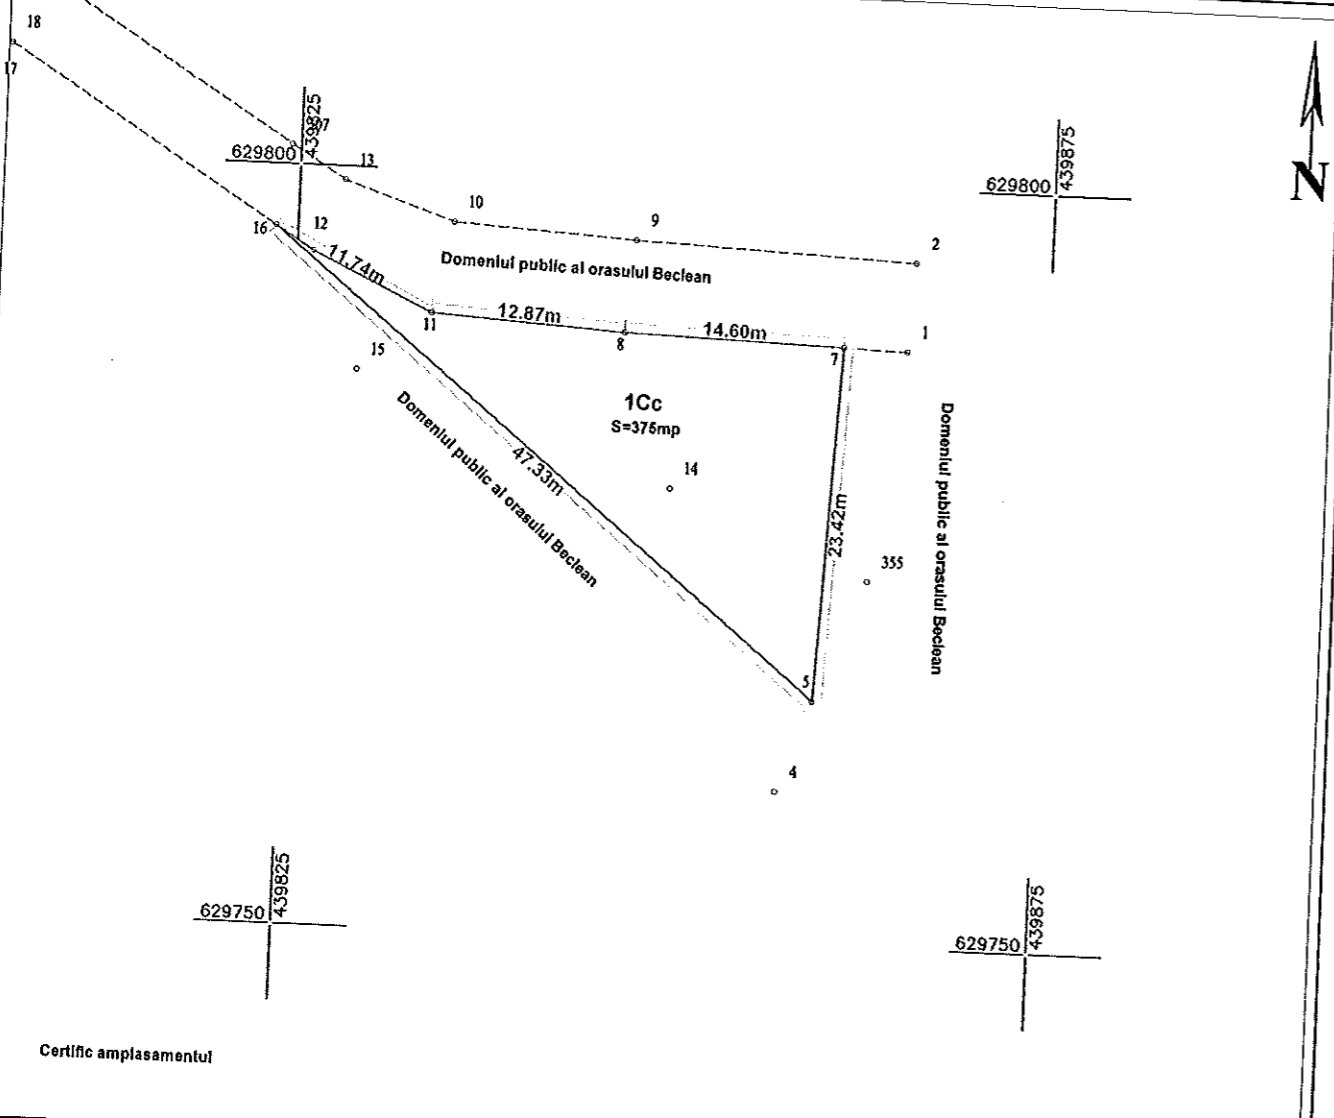 18
17
439825
07
629800
13
439875
629800
N
10
9
2
16
12
11.74m
Domeniul public al orasului Beclean
11
12.87m
8
14.60m
7
1
15
1Cc
S=375mp
Domeniul public al orasului Beclean
47.33m
14
23.42m
355
Domeniul public al orasului Beclean
5
4
439825
629750
439875
629750
Certific amplasamentul